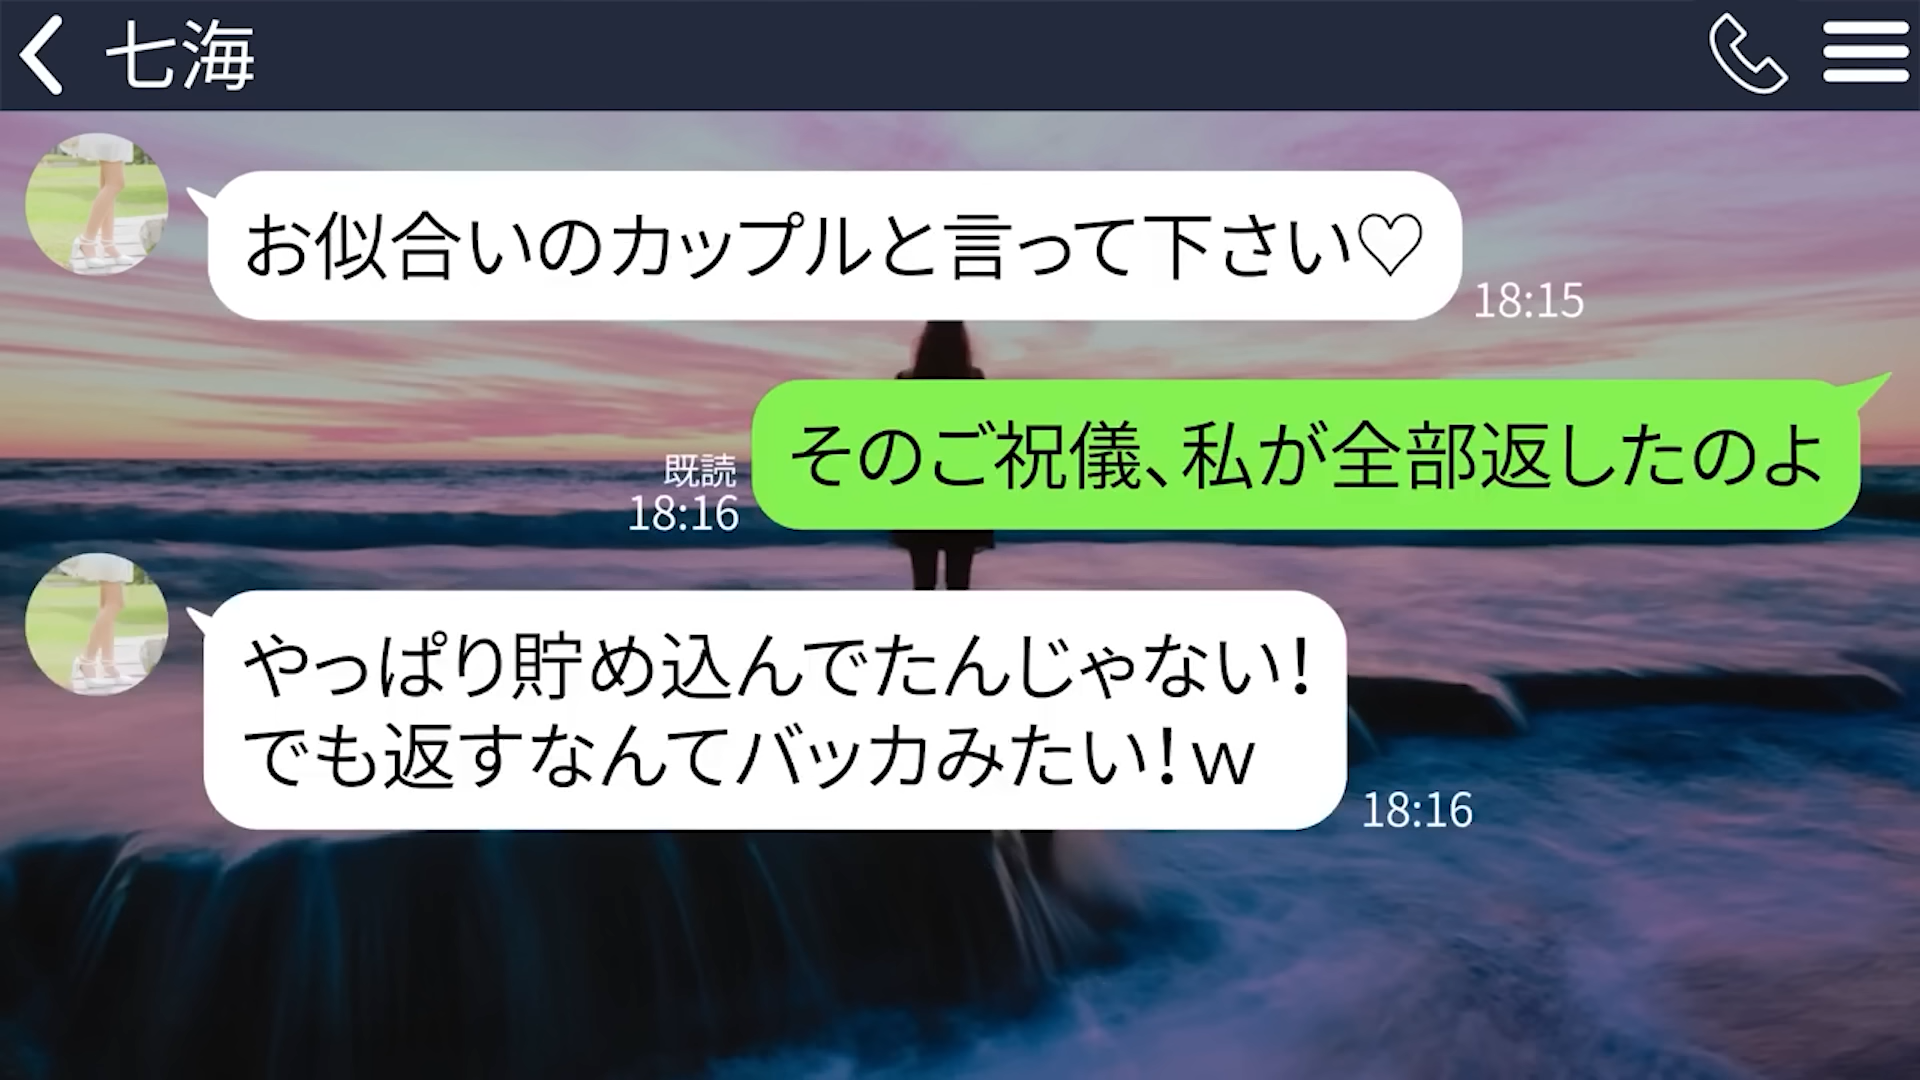 七海
お似合いのカップルと言って下さい♡
18:15
そのご祝儀、私が全部返したのよ
既読
18:16
やっぱり貯め込んでたんじゃない！
でも返すなんてバッカみたい！ｗ
18:16